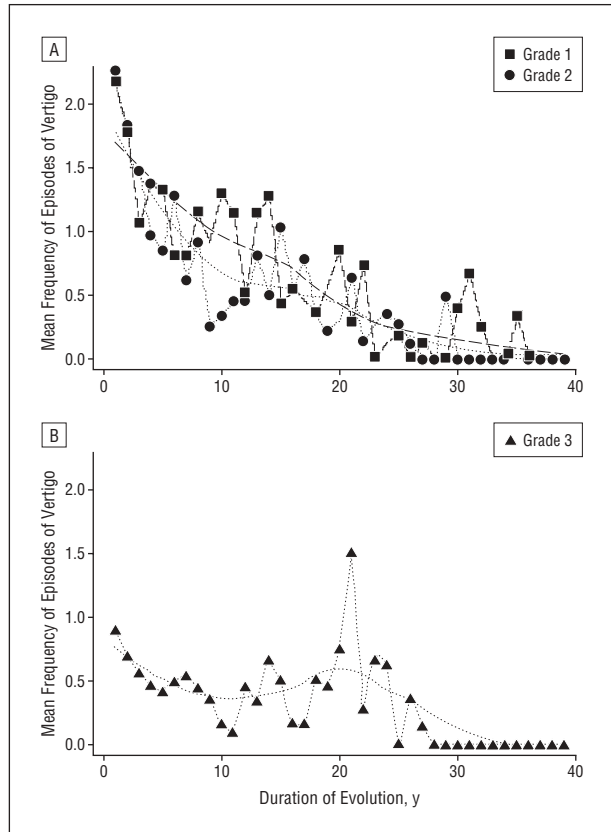 A
Grade 1
Grade 2
Mean Frequency of Episodes of Vertigo
2.0
1.5
1.0
0.5
0.0
0 10 20 30 40
B
Grade 3
Mean Frequency of Episodes of Vertigo
2.0
1.5
1.0
0.5
0.0
0 10 20 30 40
Duration of Evolution, y